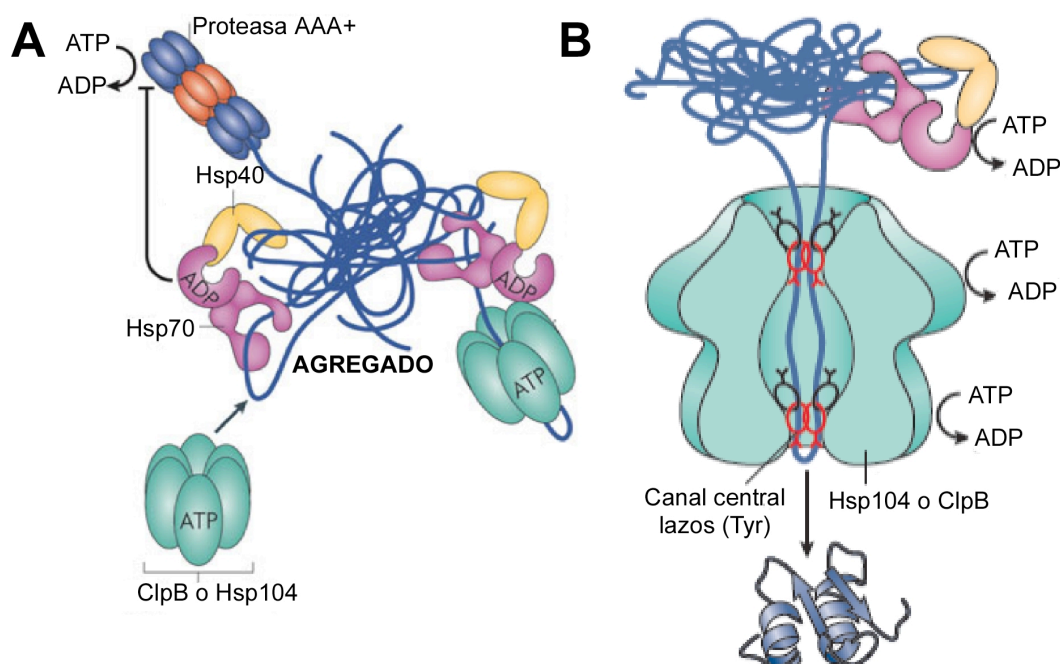 A
Proteasa AAA+
ATP
ADP
Hsp40
ADP
ADP
Hsp70
AGREGADO
ATP
ATP
ClpB o Hsp104
B
ATP
ADP
ATP
ADP
ATP
ADP
Canal central
lazos (Tyr)
Hsp104 o ClpB